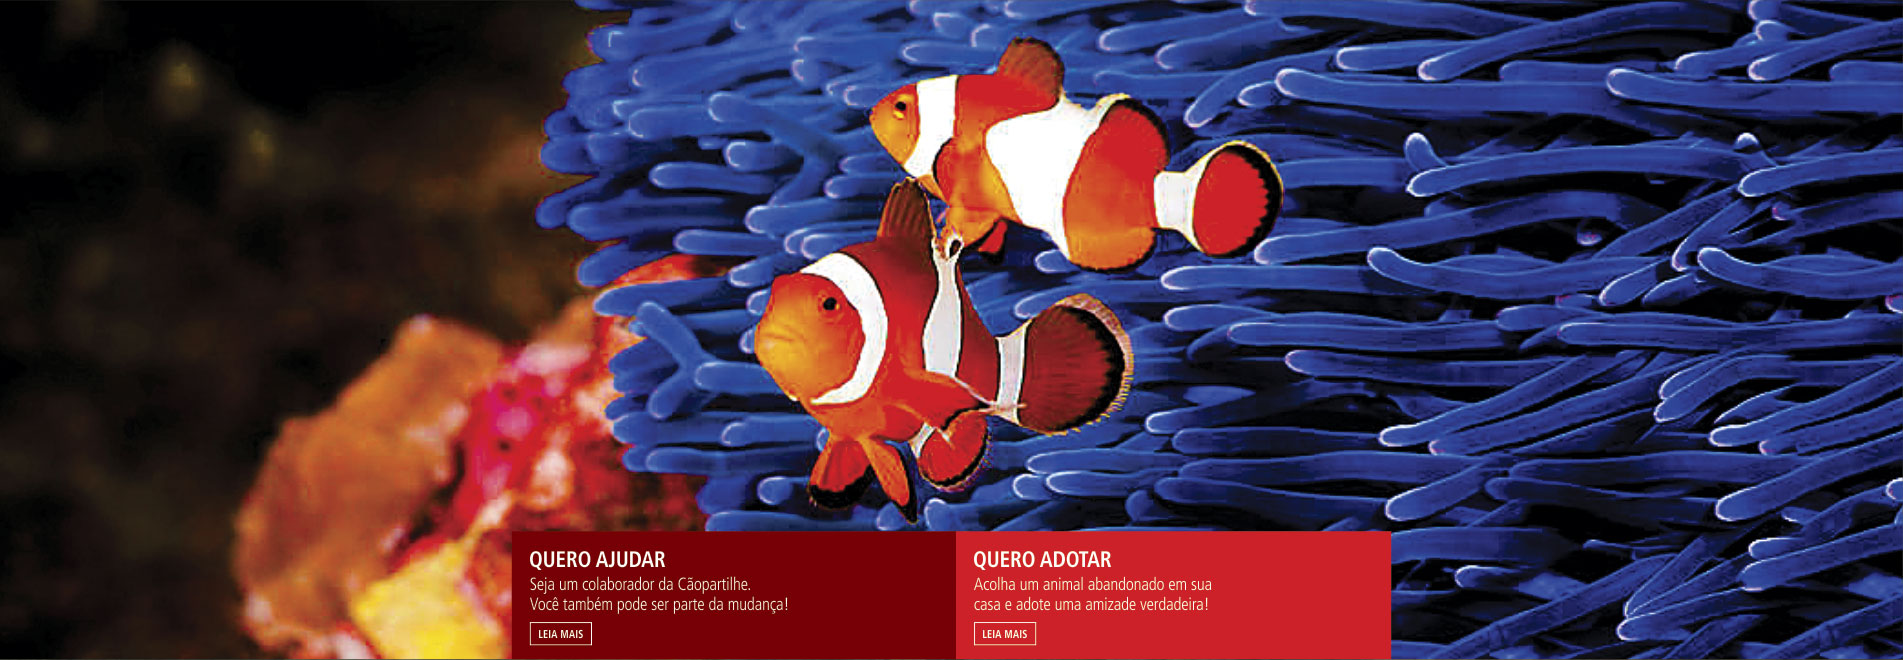 QUERO AJUDAR
Seja um colaborador da Cãopartilhe.
Você também pode ser parte da mudança!
LEIA MAIS
QUERO ADOTAR
Acolha um animal abandonado em sua
casa e adote uma amizade verdadeira!
LEIA MAIS